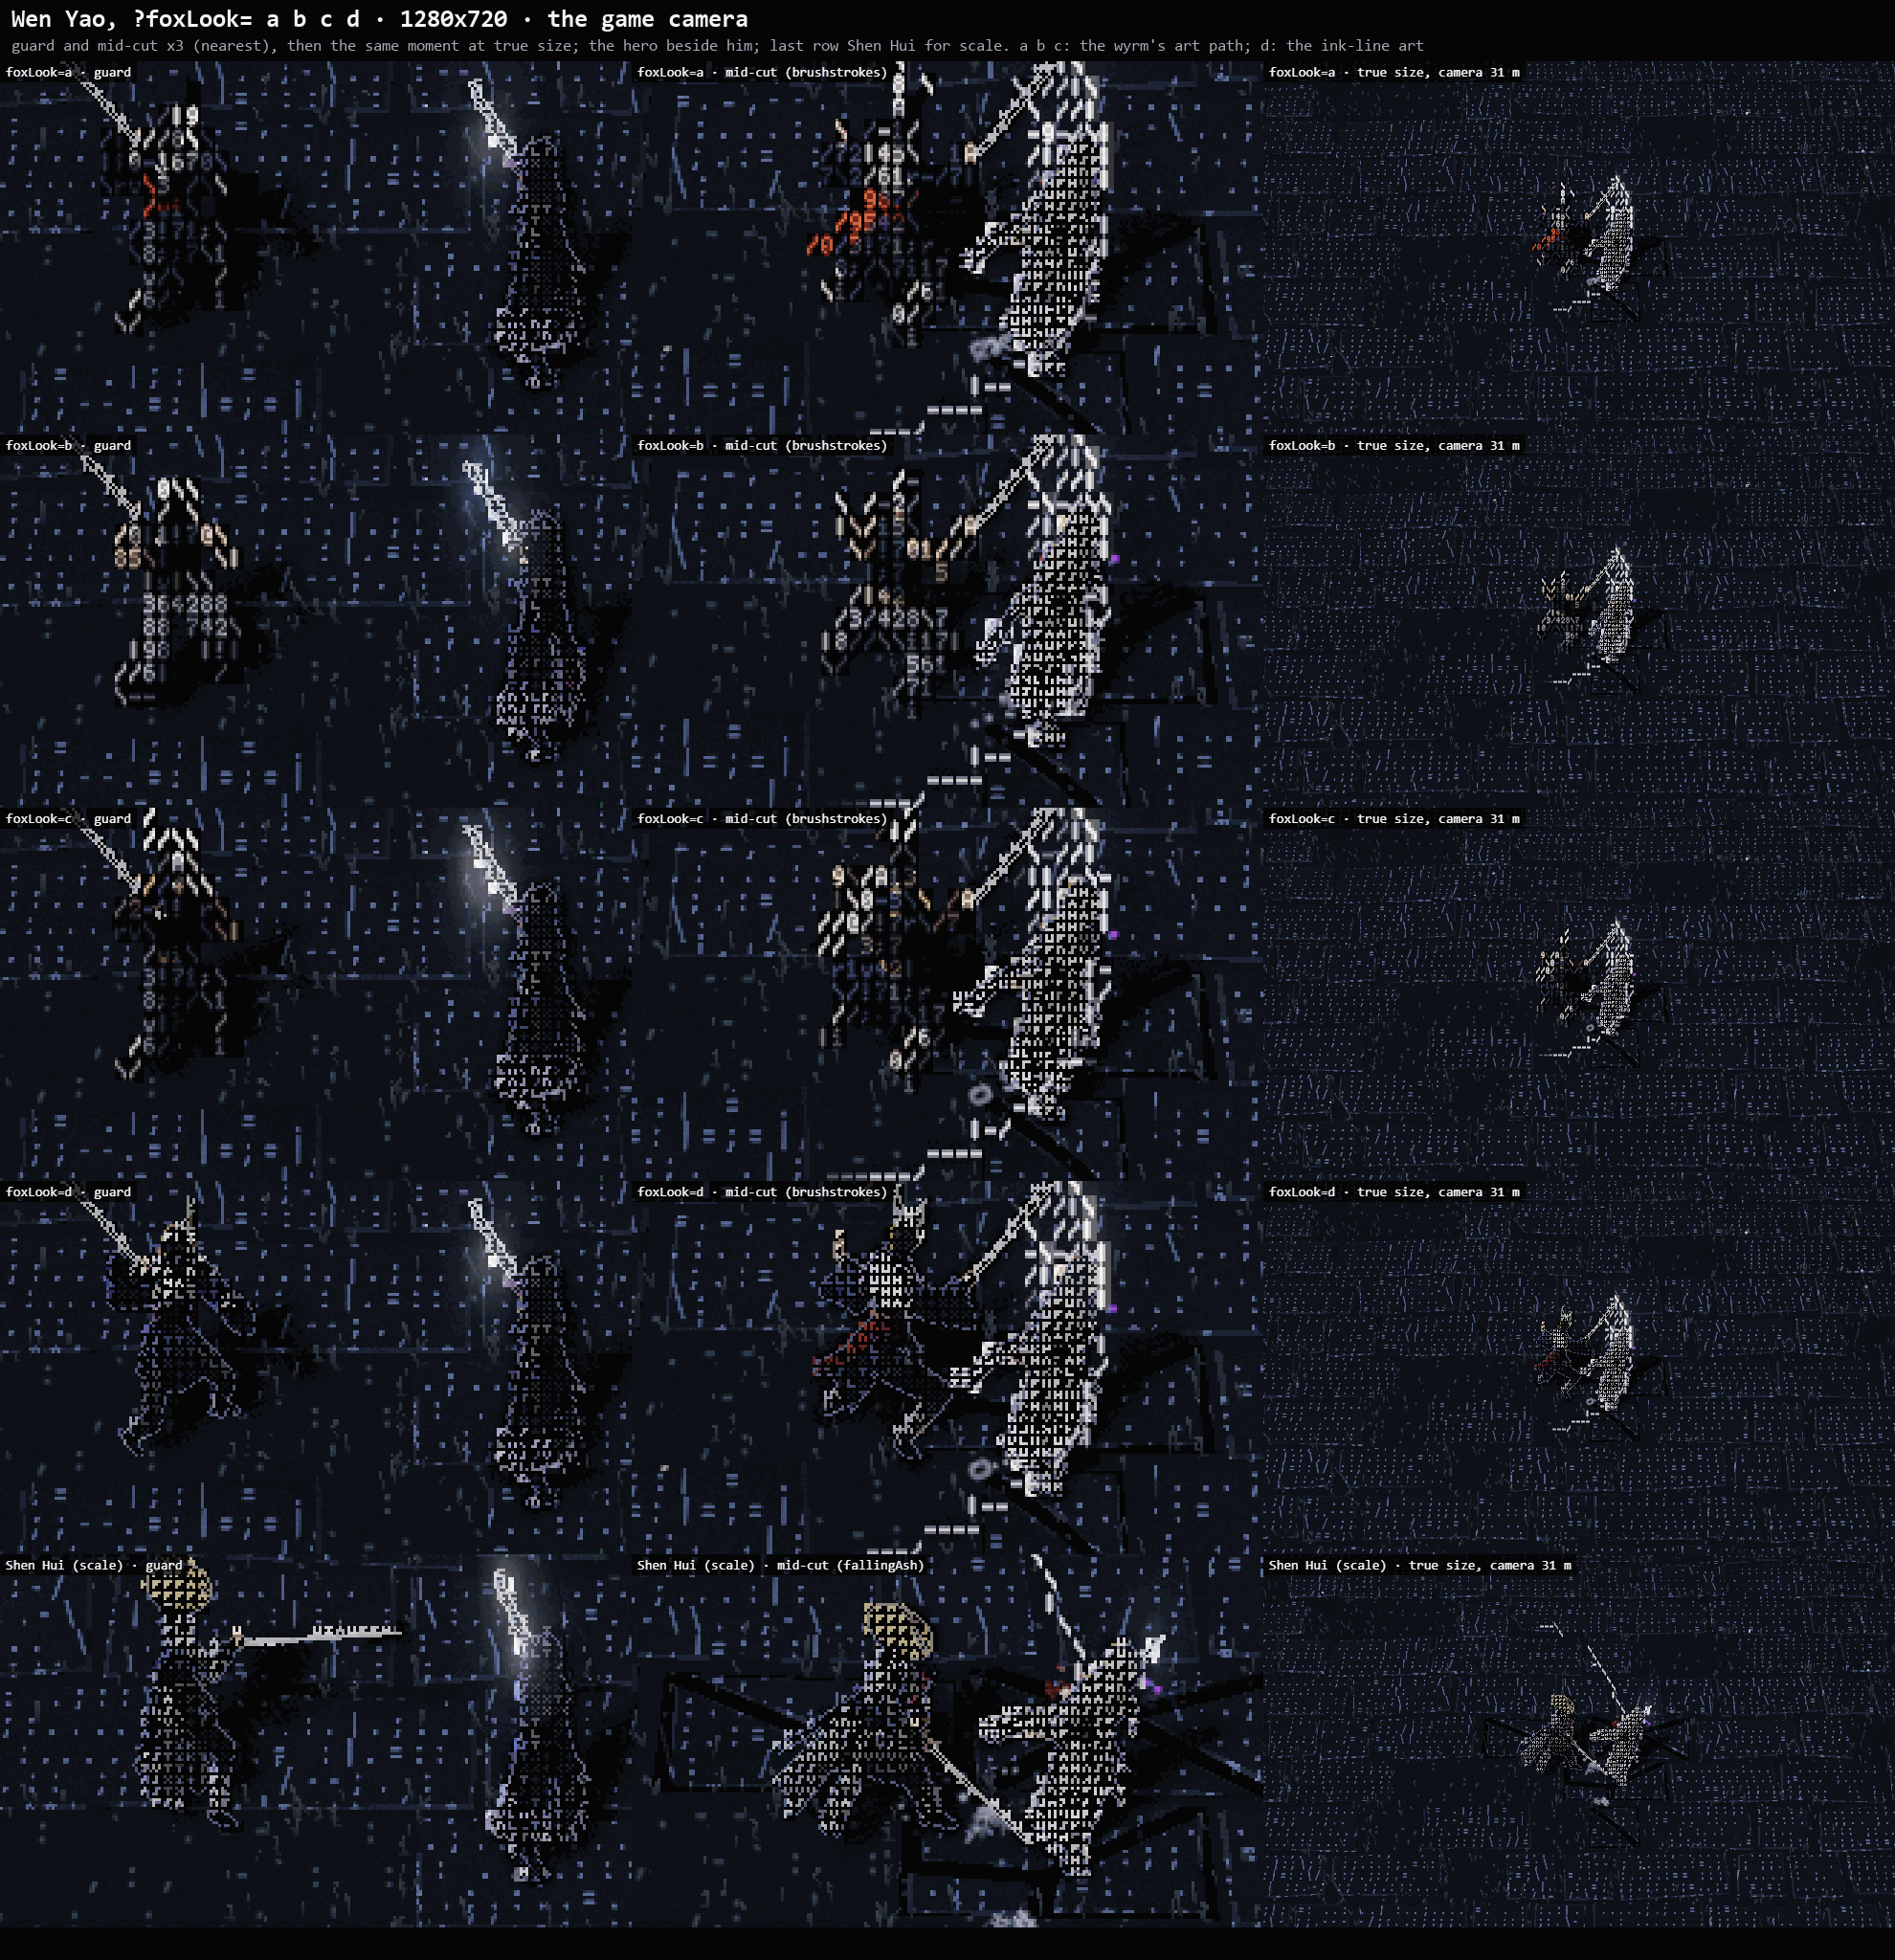 Wen Yao, ?foxLook= a b c d · 1280x720 · the game camera
guard and mid-cut x3 (nearest), then the same moment at true size; the hero beside him; last row Shen Hui for scale. a b c: the wyrm's art path; d: the ink-line art
foxLook=a · guard
foxLook=a · mid-cut (brushstrokes)
foxLook=a · true size, camera 31 m
foxLook=b · guard
foxLook=b · mid-cut (brushstrokes)
foxLook=b · true size, camera 31 m
foxLook=c · guard
foxLook=c · mid-cut (brushstrokes)
foxLook=c · true size, camera 31 m
foxLook=d · guard
foxLook=d · mid-cut (brushstrokes)
foxLook=d · true size, camera 31 m
Shen Hui (scale) · guard
Shen Hui (scale) · mid-cut (fallingAsh)
Shen Hui (scale) · true size, camera 31 m